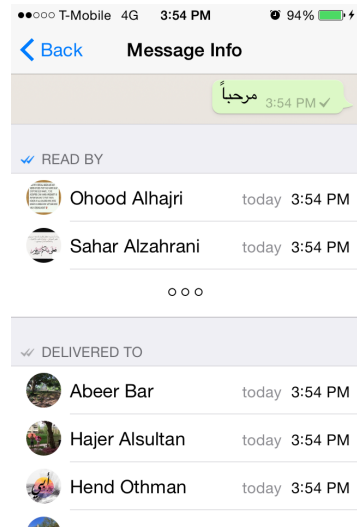 T-Mobile 4G 3:54 PM 94%
Back Message Info
مرحباً 3:54 PM
READ BY
Ohood Alhajri today 3:54 PM
Sahar Alzahrani today 3:54 PM
DELIVERED TO
Abeer Bar today 3:54 PM
Hajer Alsultan today 3:54 PM
Hend Othman today 3:54 PM